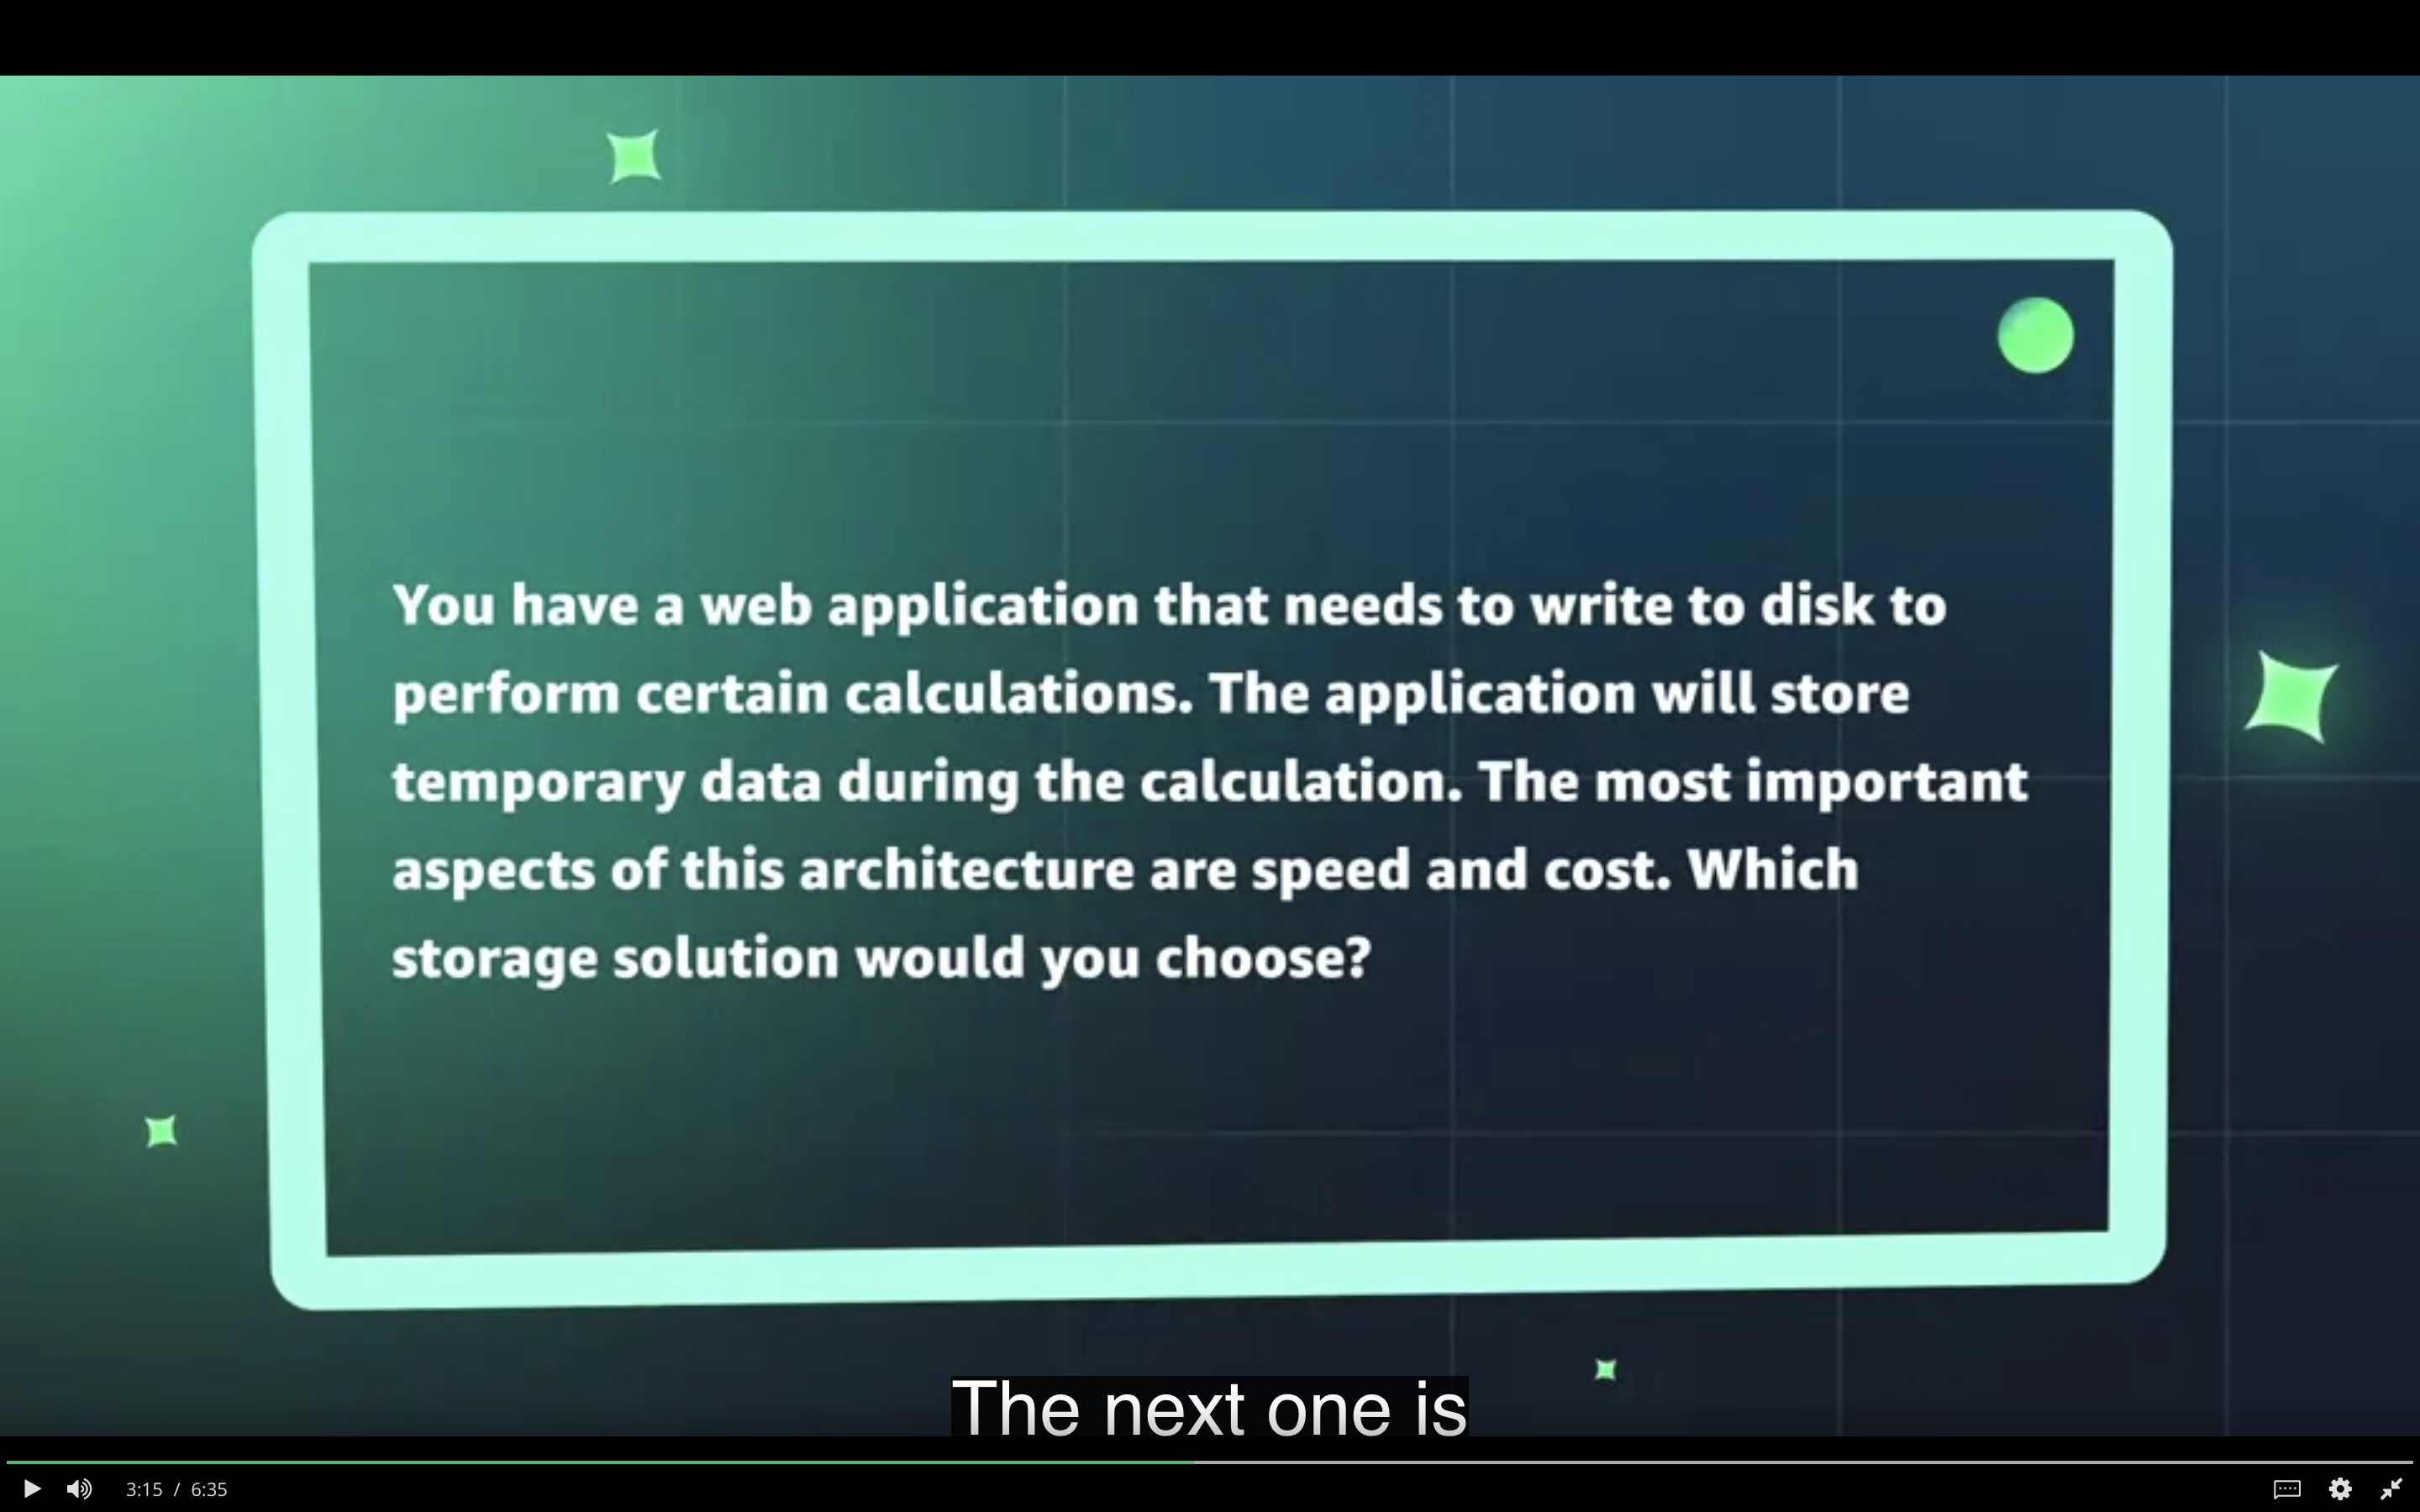 You have a web application that needs to write to disk to
perform certain calculations. The application will store
temporary data during the calculation. The most important
aspects of this architecture are speed and cost. Which
storage solution would you choose?
The next one is
3:15 / 6:35